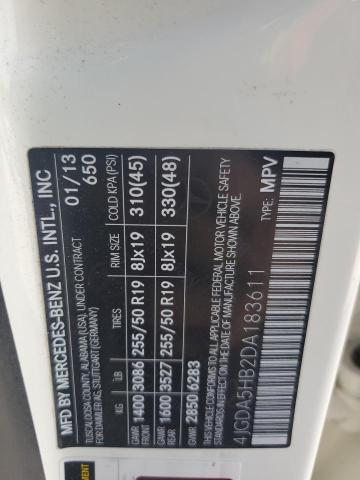 MFD BY MERCEDES-BENZ U.S. INTL., INC
TUSCALOOSA COUNTY, ALABAMA (USA), UNDER CONTRACT
FOR DAIMLER AG, STUTTGART (GERMANY)
01/13
650
KG LB TIRES RIM SIZE COLD KPA (PSI)
GAWR FRONT 1400 3086 255/50 R19 8Jx19 310(45)
GAWR REAR 1600 3527 255/50 R19 8Jx19 330(48)
GVWR 2850 6283
THIS VEHICLE CONFORMS TO ALL APPLICABLE FEDERAL MOTOR VEHICLE SAFETY
STANDARDS IN EFFECT ON THE DATE OF MANUFACTURE SHOWN ABOVE.
4JGDA5HB2DA183611 TYPE: MPV